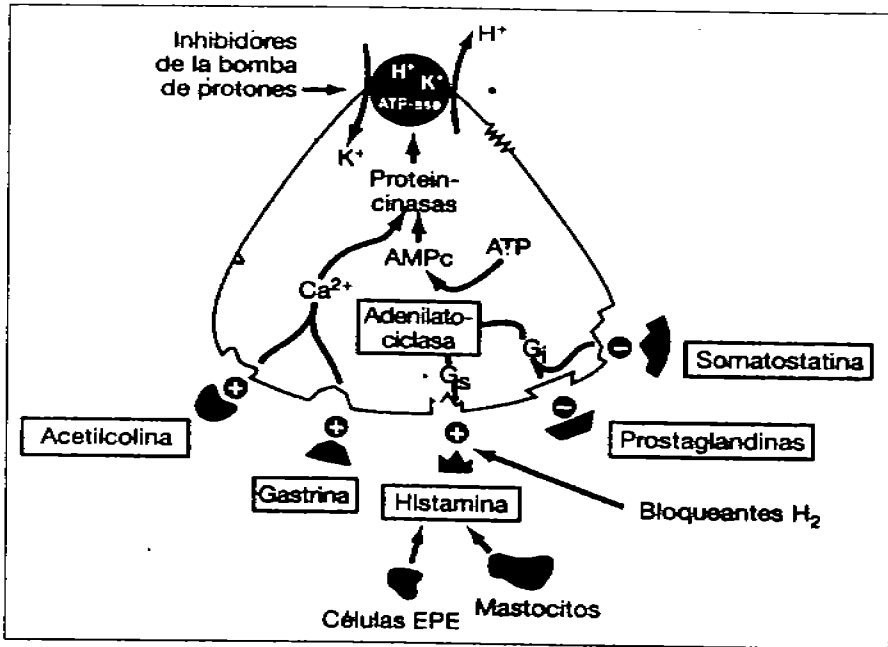 Inhibidores
de la bomba
de protones
H⁺
H⁺
K⁺
ATP-asa
K⁺
Protein-
cinasas
AMPc
ATP
Ca²⁺
Adenilato-
ciclasa
Gi
Gs
+
+
+
−
−
Somatostatina
Acetilcolina
Prostaglandinas
Gastrina
Histamina
Bloqueantes H₂
Células EPE
Mastocitos